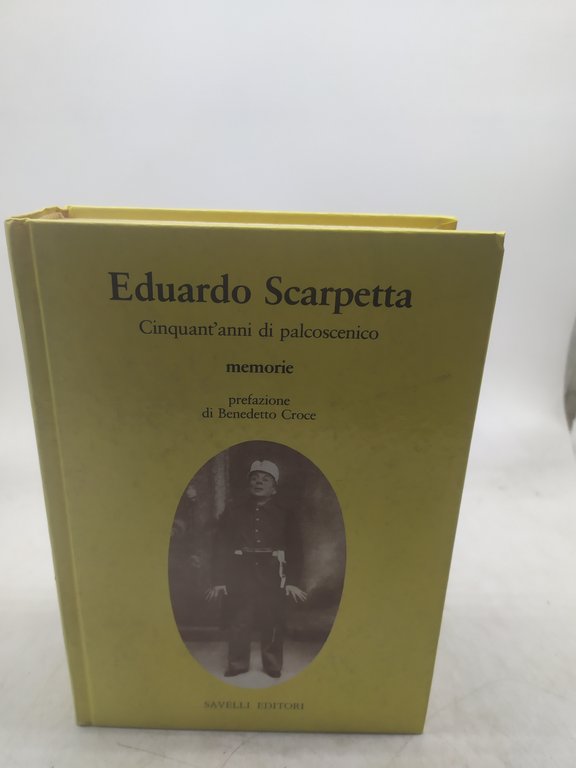 Eduardo Scarpetta
Cinquant'anni di palcoscenico
memorie
prefazione
di Benedetto Croce
SAVELLI EDITORI